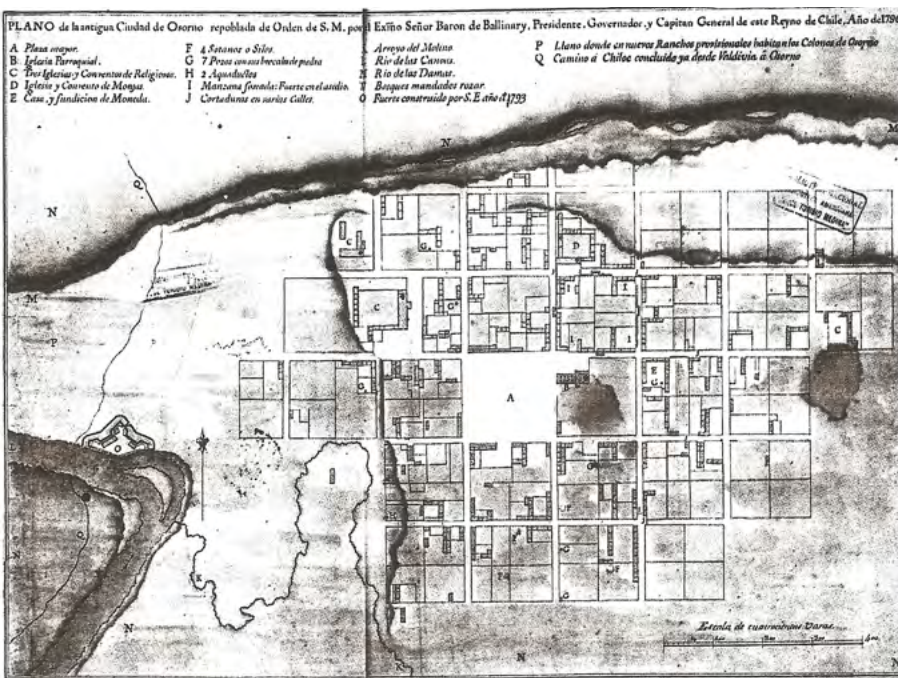 PLANO de la antigua Ciudad de Osorno repoblada de Orden de S. M. por el Exmo Señor Baron de Ballinary, Presidente, Governador, y Capitan General de este Reyno de Chile, Año de 1796
A Plaza mayor.
B Iglesia Parroquial.
C Tres Iglesias y Conventos de Religiosos.
D Iglesia y Convento de Monjas.
E Casa, y fundicion de Moneda.
F 4 Sotanos o Silos.
G 7 Pozos con sus brocales de piedra
H 2 Aquaductos
I Manzana foseada: Fuerte en el asedio.
J Cortaduras en varias Calles.
Arroyo del Molino
Rio de las Canoas.
Rio de las Damas.
Bosques mandados rozar.
O Fuerte construido por S.E año d 1793
P Llano donde en nuevos Ranchos provisionales habitan los Colonos de Osorno
Q Camino a Chiloe concluido ya desde Valdivia á Osorno
N
M
Q
N
C
G
D
M
N
C
G
I
I
I
I
C
P
G
A
E
G
O
H
Q
K
G
F
G
N
N
N
Escala de cuatrocientas Varas